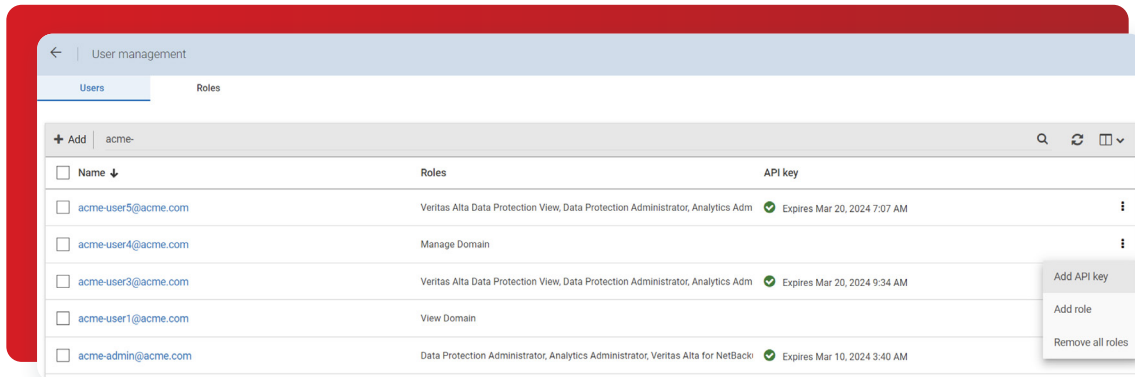 User management
Users Roles
Add acme-
Name Roles API key
acme-user5@acme.com Veritas Alta Data Protection View, Data Protection Administrator, Analytics Adm Expires Mar 20, 2024 7:07 AM
acme-user4@acme.com Manage Domain
acme-user3@acme.com Veritas Alta Data Protection View, Data Protection Administrator, Analytics Adm Expires Mar 20, 2024 9:34 AM
Add API key
Add role
acme-user1@acme.com View Domain
Remove all roles
acme-admin@acme.com Data Protection Administrator, Analytics Administrator, Veritas Alta for NetBack Expires Mar 10, 2024 3:40 AM